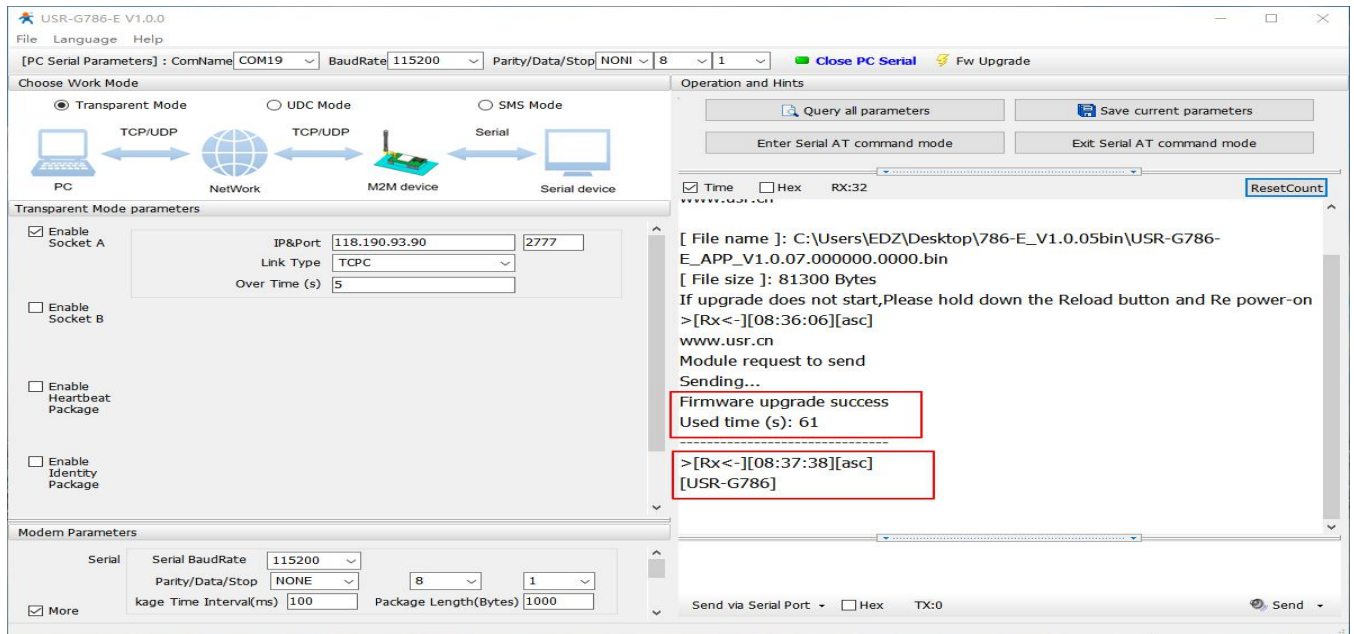 USR-G786-E V1.0.0
File Language Help
[PC Serial Parameters] : ComName COM19 BaudRate 115200 Parity/Data/Stop NONI 8 1 Close PC Serial Fw Upgrade
Choose Work Mode
Transparent Mode UDC Mode SMS Mode
TCP/UDP TCP/UDP Serial
PC NetWork M2M device Serial device
Transparent Mode parameters
Enable
Socket A
IP&Port 118.190.93.90 2777
Link Type TCPC
Over Time (s) 5
Enable
Socket B
Enable
Heartbeat
Package
Enable
Identity
Package
Modem Parameters
Serial Serial BaudRate 115200
Parity/Data/Stop NONE 8 1
kage Time Interval(ms) 100 Package Length(Bytes) 1000
More
Operation and Hints
Query all parameters Save current parameters
Enter Serial AT command mode Exit Serial AT command mode
Time Hex RX:32 ResetCount
www.usr.cn
[ File name ]: C:\Users\EDZ\Desktop\786-E_V1.0.05bin\USR-G786-
E_APP_V1.0.07.000000.0000.bin
[ File size ]: 81300 Bytes
If upgrade does not start,Please hold down the Reload button and Re power-on
>[Rx<-][08:36:06][asc]
www.usr.cn
Module request to send
Sending...
Firmware upgrade success
Used time (s): 61
-------------------------------
>[Rx<-][08:37:38][asc]
[USR-G786]
Send via Serial Port Hex TX:0 Send